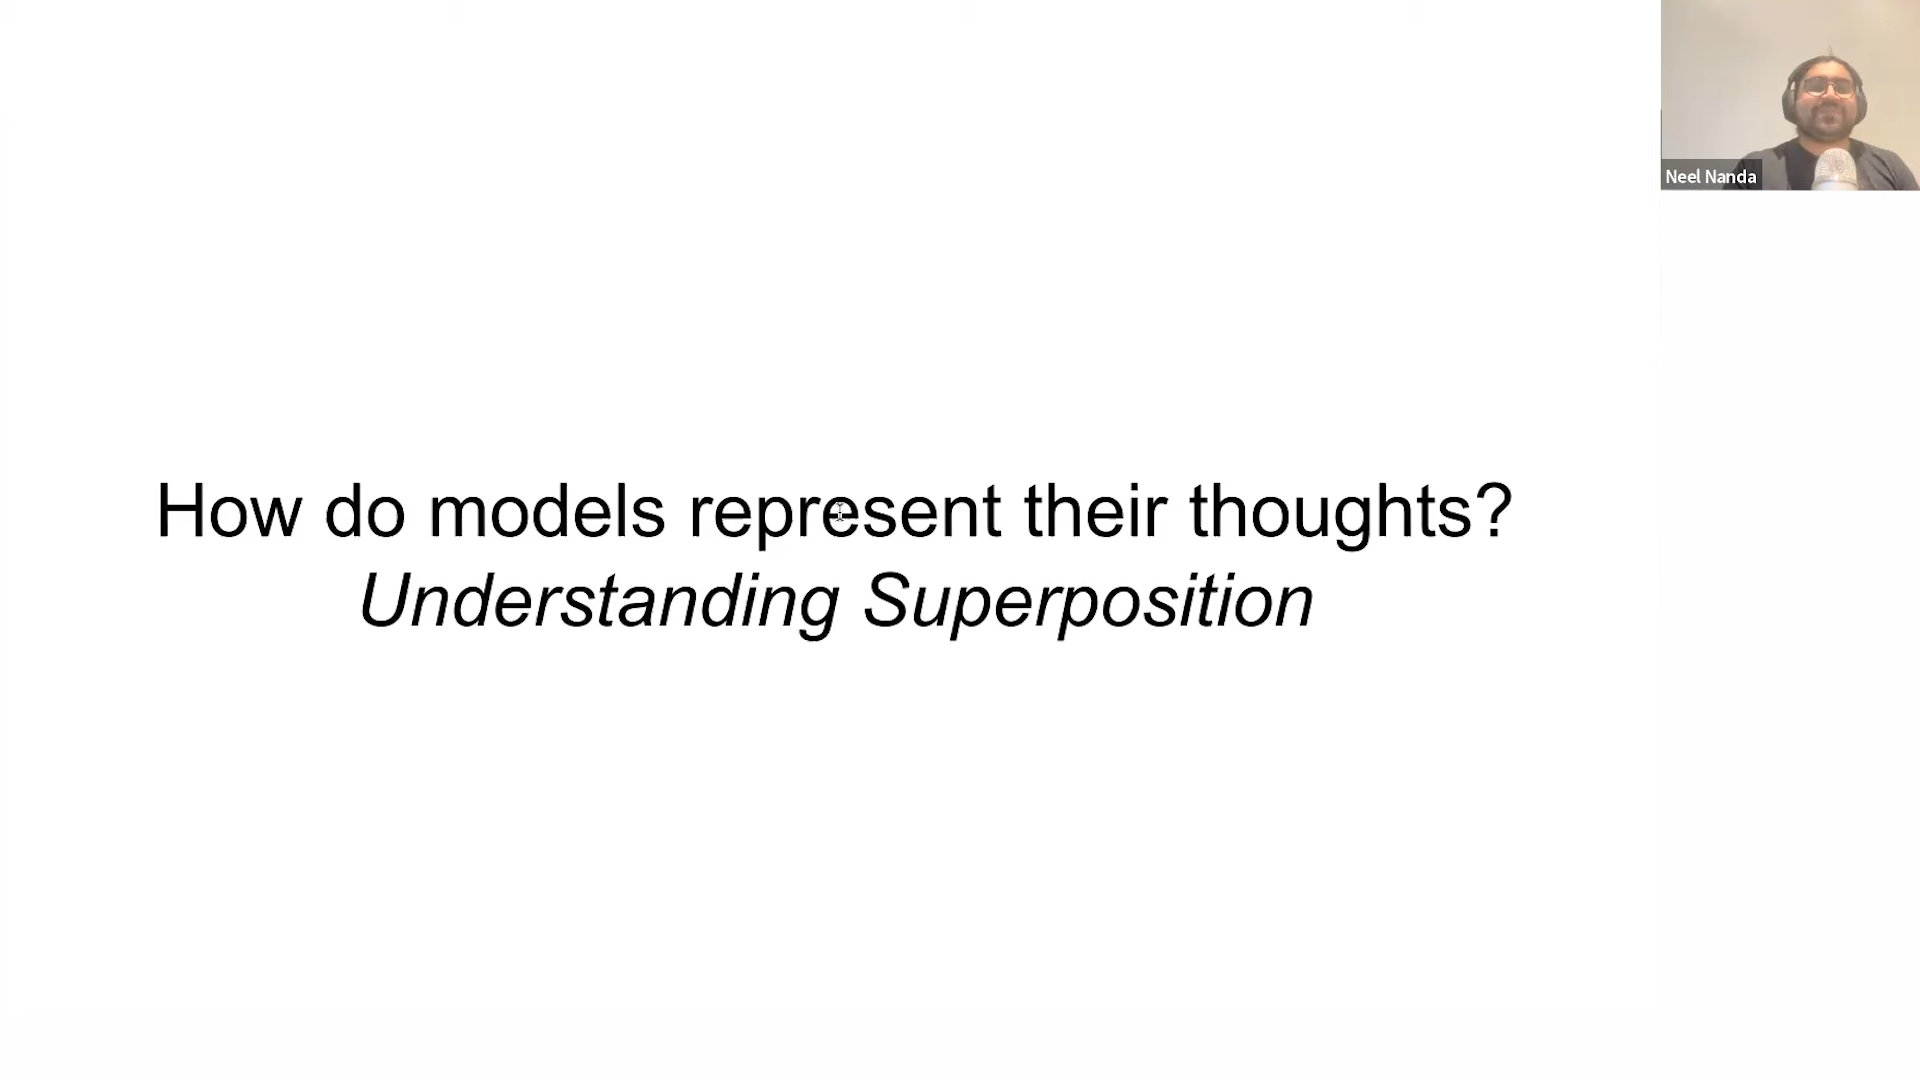 Neel Nanda
How do models represent their thoughts?
Understanding Superposition